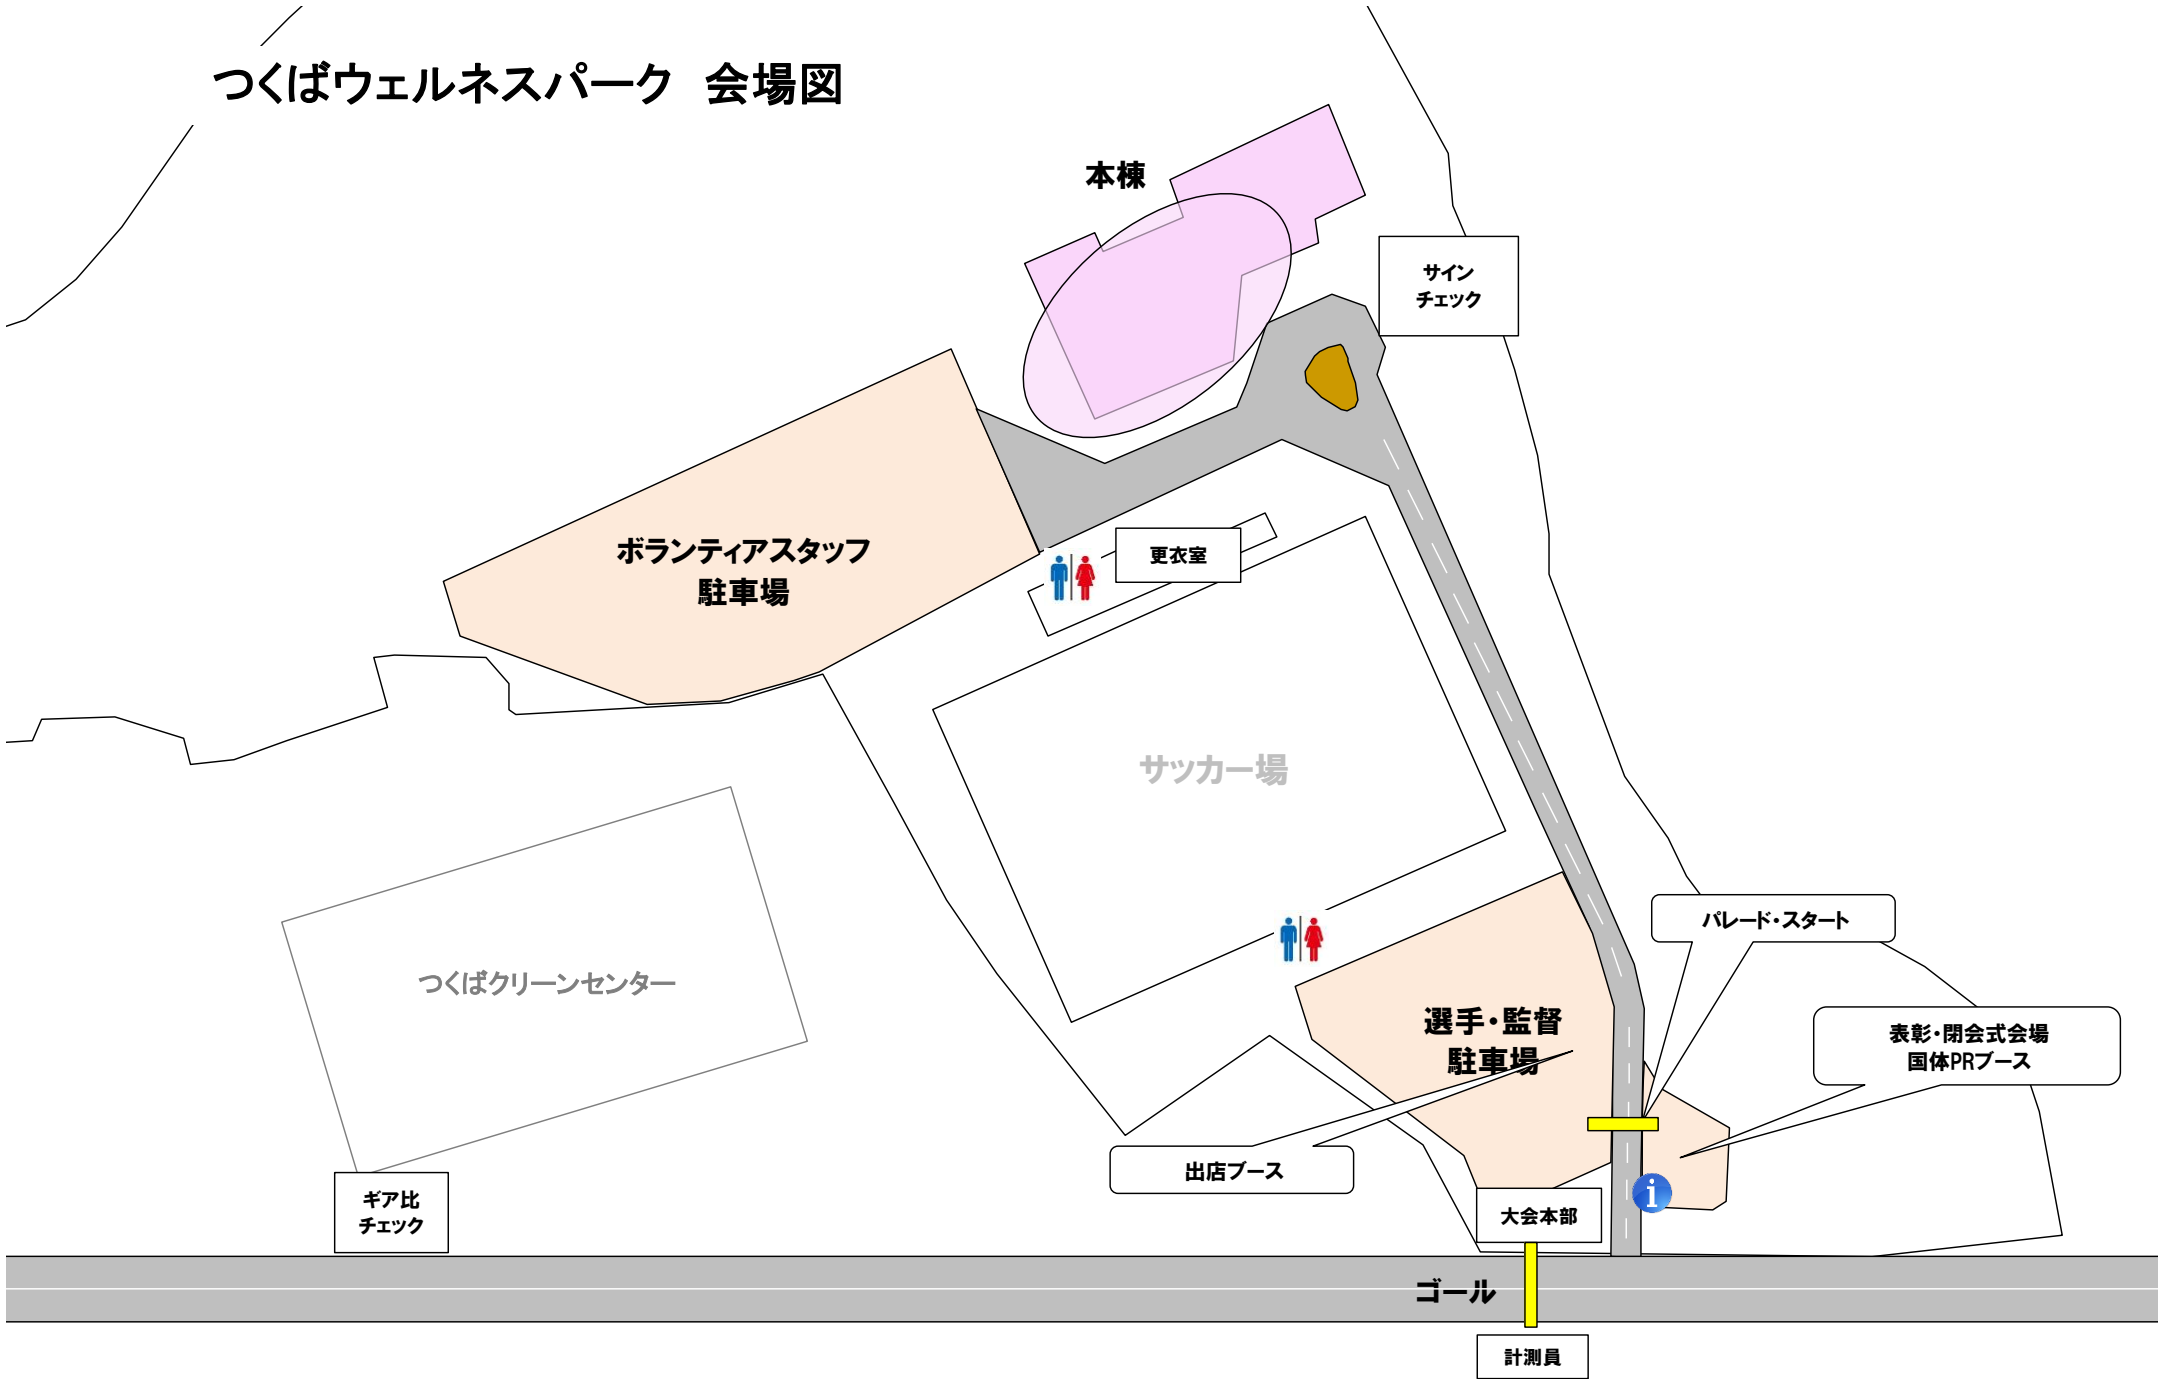 つくばウェルネスパーク 会場図
本棟
サイン
チェック
ボランティアスタッフ
駐車場
更衣室
サッカー場
パレード・スタート
つくばクリーンセンター
選手・監督
駐車場
表彰・閉会式会場
国体PRブース
出店ブース
ギア比
チェック
大会本部
i
ゴール
計測員